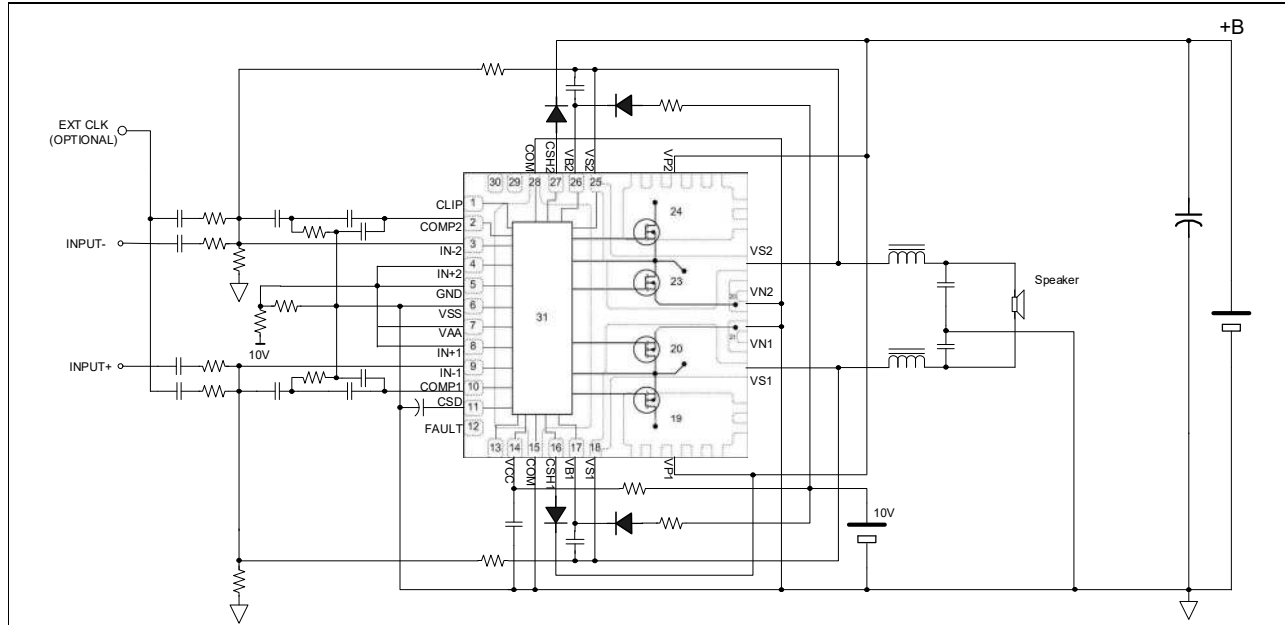 +B
EXT CLK
(OPTIONAL)
COM
CSH2
VB2
VS2
VP2
30 29 28 27 26 25
CLIP 1
COMP2 2
INPUT-
IN-2 3
IN+2 4
GND 5
VSS 6
VAA 7
IN+1 8
10V
INPUT+
IN-1 9
COMP1 10
CSD 11
FAULT 12
31
24
23
VS2
VN2
VN1
VS1
20
19
Speaker
13 14 15 16 17 18
VCC
COM
CSH1
VB1
VS1
VP1
10V